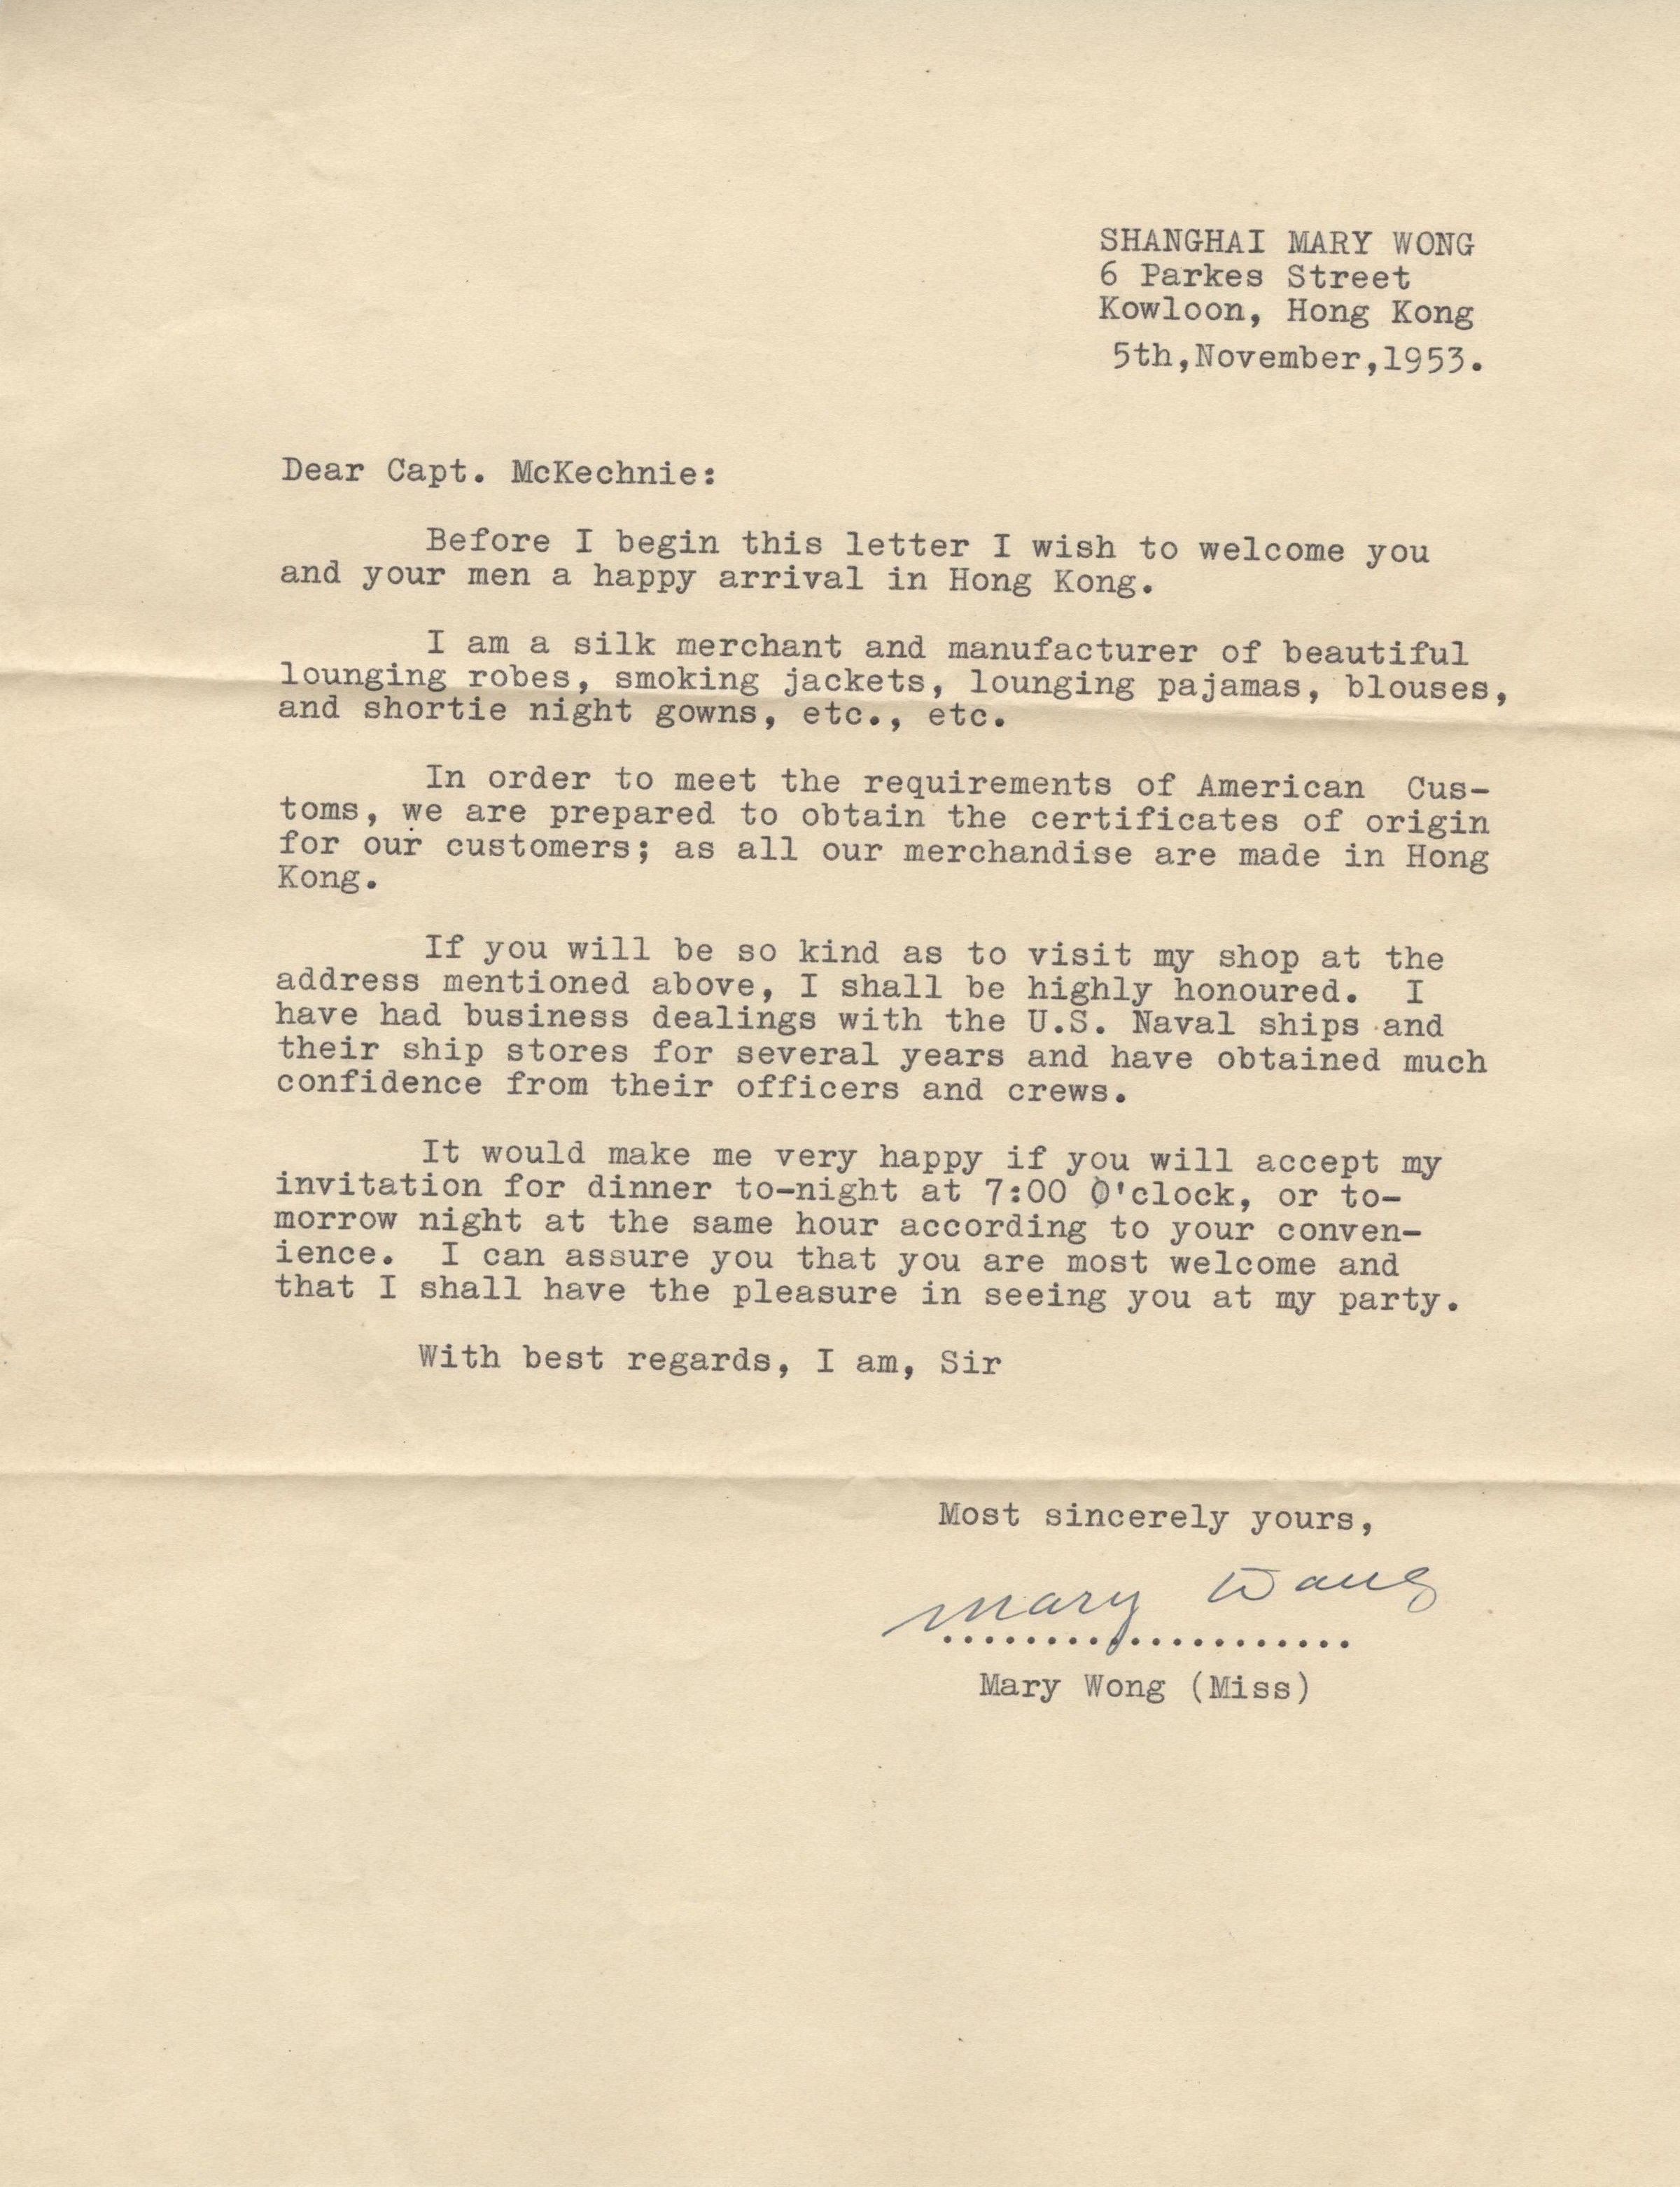 SHANGHAI MARY WONG
6 Parkes Street
Kowloon, Hong Kong
5th,November,1953.
Dear Capt. McKechnie:
Before I begin this letter I wish to welcome you
and your men a happy arrival in Hong Kong.
I am a silk merchant and manufacturer of beautiful
lounging robes, smoking jackets, lounging pajamas, blouses,
and shortie night gowns, etc., etc.
In order to meet the requirements of American Cus-
toms, we are prepared to obtain the certificates of origin
for our customers; as all our merchandise are made in Hong
Kong.
If you will be so kind as to visit my shop at the
address mentioned above, I shall be highly honoured. I
have had business dealings with the U.S. Naval ships and
their ship stores for several years and have obtained much
confidence from their officers and crews.
It would make me very happy if you will accept my
invitation for dinner to-night at 7:00 O'clock, or to-
morrow night at the same hour according to your conven-
ience. I can assure you that you are most welcome and
that I shall have the pleasure in seeing you at my party.
With best regards, I am, Sir
Most sincerely yours,
Mary Wong
....................
Mary Wong (Miss)